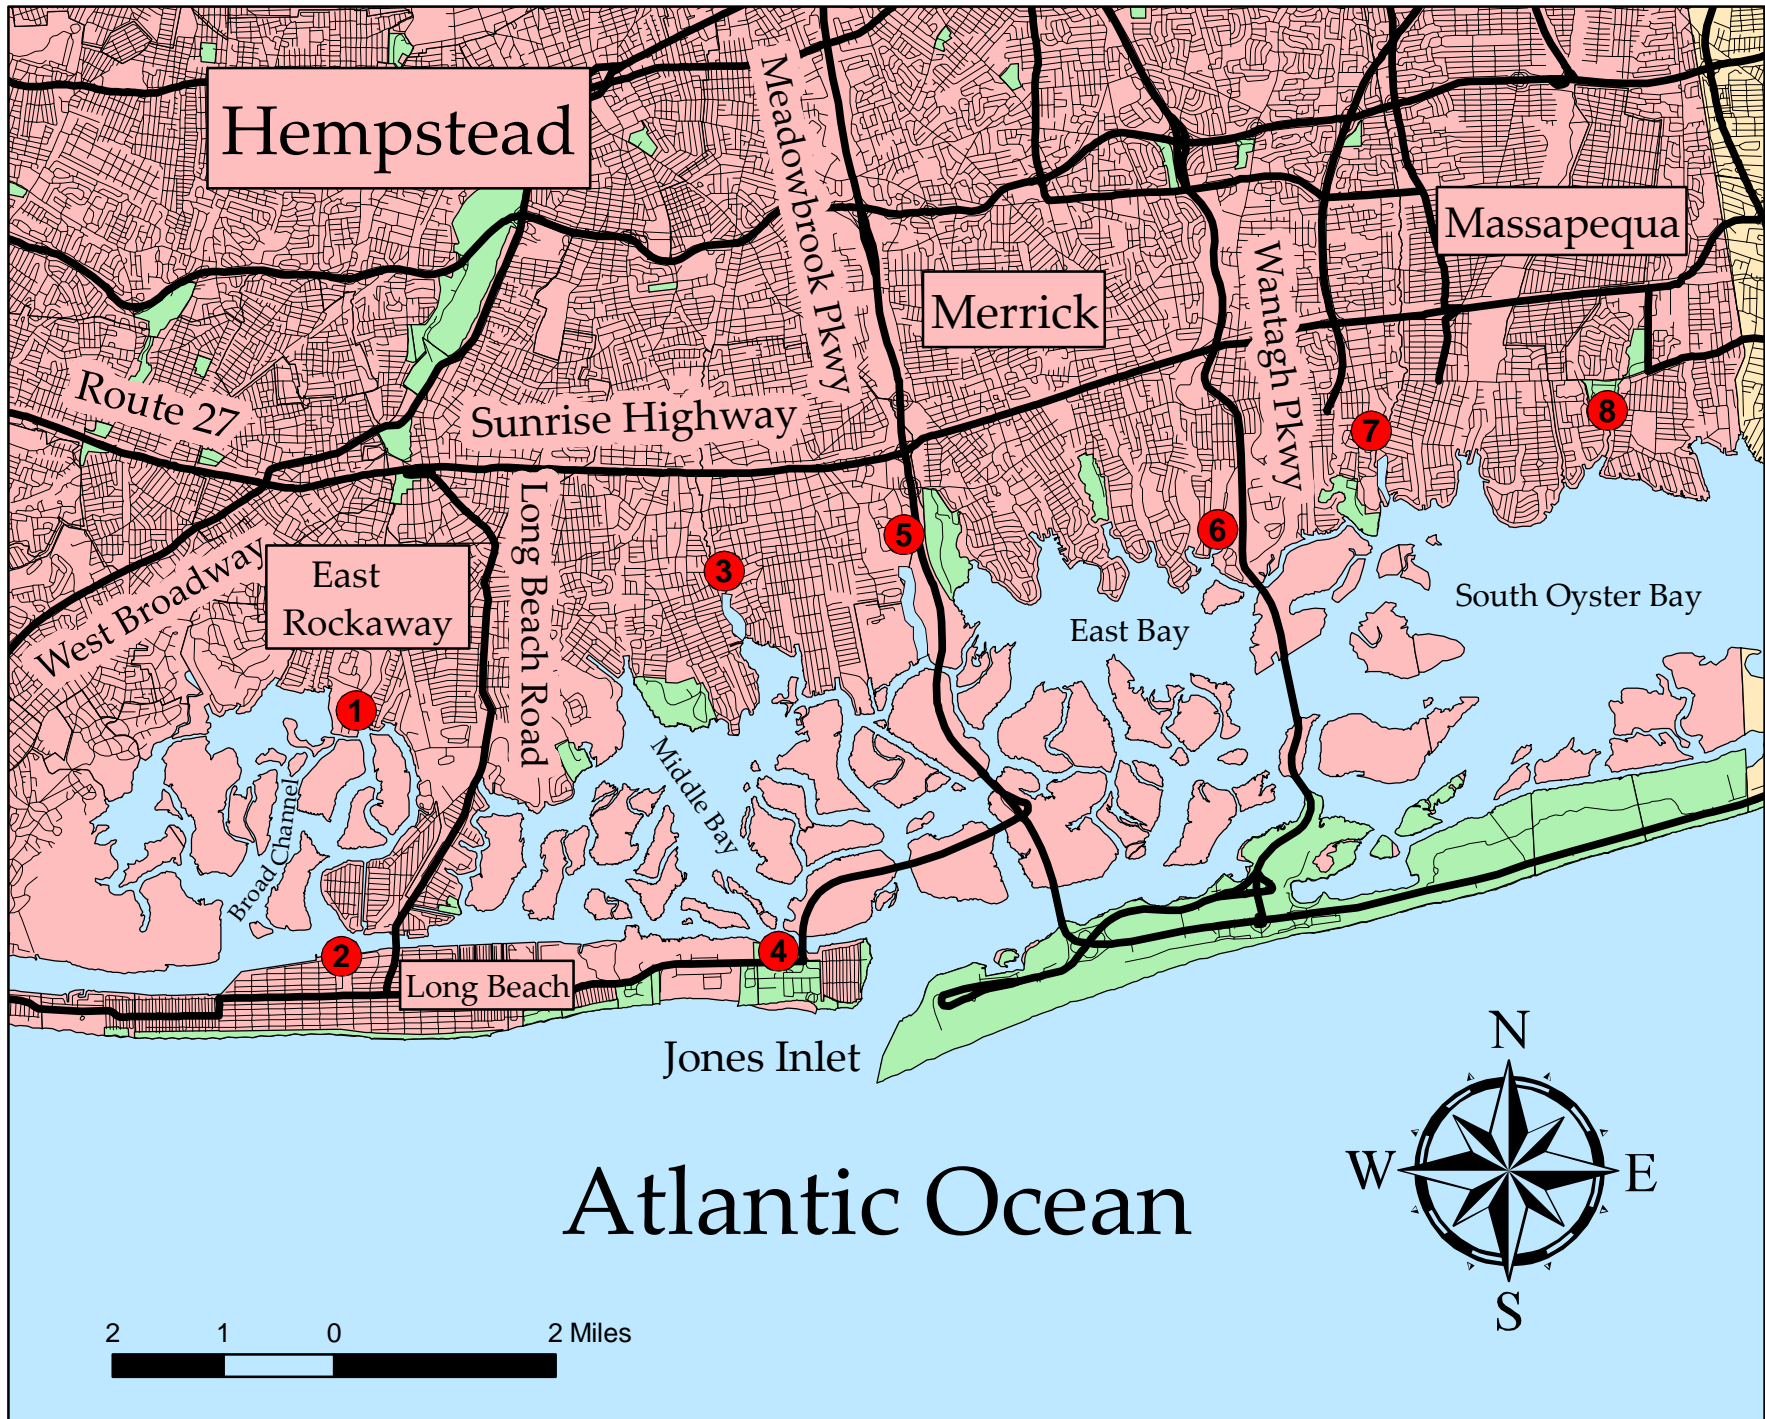 Hempstead
Meadowbrook Pkwy
Massapequa
Merrick
Wantagh Pkwy
Route 27
Sunrise Highway
8
7
Long Beach Road
5
6
West Broadway
East
Rockaway
3
South Oyster Bay
East Bay
1
Middle Bay
Broad Channel
2
4
Long Beach
Jones Inlet
N
Atlantic Ocean
W
E
S
2 1 0 2 Miles